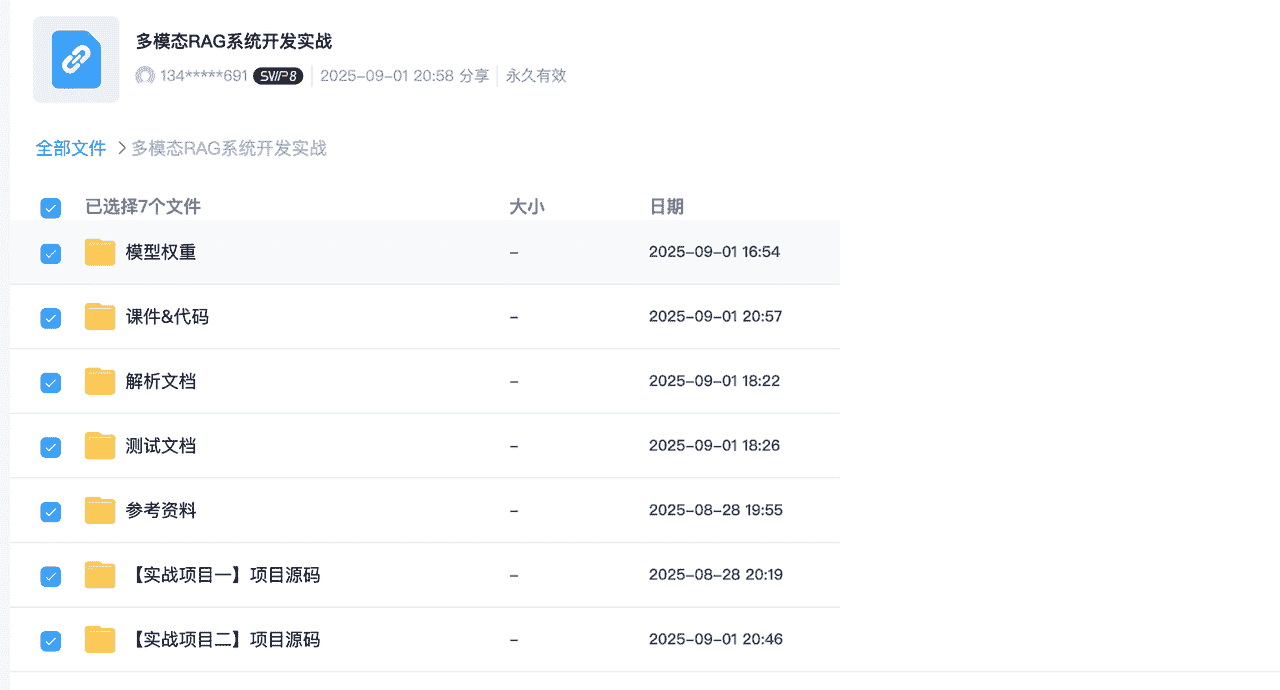 多模态RAG系统开发实战
134*****691 SVIP8 2025-09-01 20:58 分享 永久有效
全部文件 > 多模态RAG系统开发实战
已选择7个文件 大小 日期
模型权重 - 2025-09-01 16:54
课件&代码 - 2025-09-01 20:57
解析文档 - 2025-09-01 18:22
测试文档 - 2025-09-01 18:26
参考资料 - 2025-08-28 19:55
【实战项目一】项目源码 - 2025-08-28 20:19
【实战项目二】项目源码 - 2025-09-01 20:46